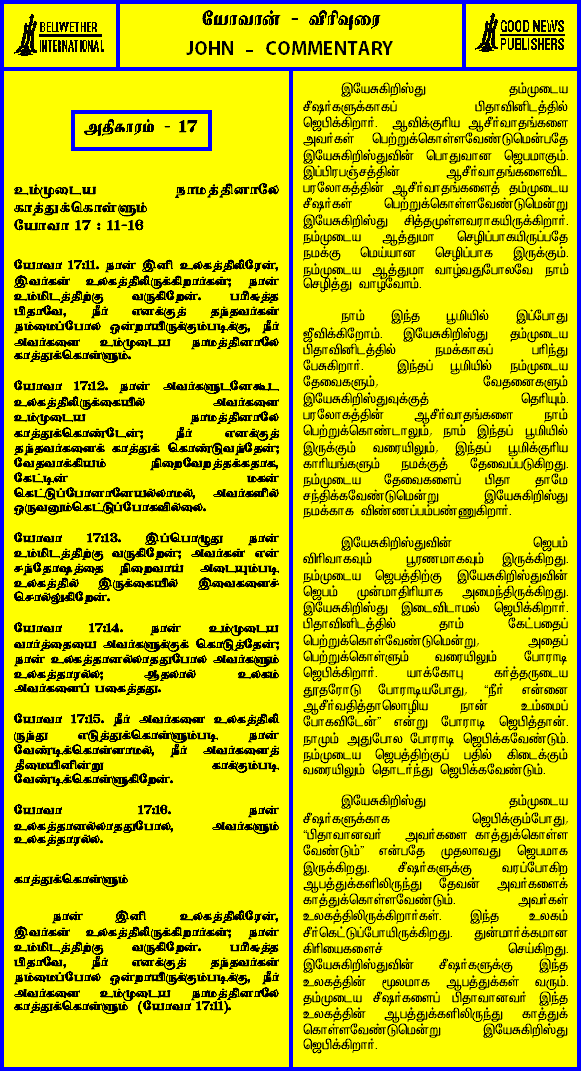 BELIWETHER
INTERNATIONAL
யோவான் - விரிவுரை
JOHN - COMMENTARY
GOOD NEWS
PUBLISHERS
அதிகாரம் - 17
உம்முடைய நாமத்தினாலே
காத்துக்கொள்ளும்
யோவா 17 : 11-16
யோவா 17:11. நான் இனி உலகத்திலிரேன்,
இவர்கள் உலகத்திலிருக்கிறார்கள்; நான்
உம்மிடத்திற்கு வருகிறேன். பரிசுத்த
பிதாவே, நீர் எனக்குத் தந்தவர்கள்
நம்மைப்போல் ஒன்றாயிருக்கும்படிக்கு, நீர்
அவர்களை உம்முடைய நாமத்தினாலே
காத்துக்கொள்ளும்.
யோவா 17:12. நான் அவர்களுடனேகூட
உலகத்திலிருக்கையில் அவர்களை
உம்முடைய நாமத்தினாலே
காத்துக்கொண்டேன்; நீர் எனக்குத்
தந்தவர்களைக் காத்துக் கொண்டுவந்தேன்;
வேதவாக்கியம் நிறைவேறத்தக்கதாக,
கேட்டின் மகன்
கெட்டுப்போனானேயல்லாமல், அவர்களில்
ஒருவனும்கெட்டுப்போகவில்லை.
யோவா 17:13. இப்பொழுது நான்
உம்மிடத்திற்கு வருகிறேன்; அவர்கள் என்
சந்தோஷத்தை நிறைவாய் அடையும்படி
உலகத்தில் இருக்கையில் இவைகளைச்
சொல்லுகிறேன்.
யோவா 17:14. நான் உம்முடைய
வார்த்தையை அவர்களுக்குக் கொடுத்தேன்;
நான் உலகத்தானல்லாததுபோல் அவர்களும்
உலகத்தாரல்ல; ஆதலால் உலகம்
அவர்களைப் பகைத்தது.
யோவா 17:15. நீர் அவர்களை உலகத்திலி
ருந்து எடுத்துக்கொள்ளும்படி நான்
வேண்டிக்கொள்ளாமல், நீர் அவர்களைத்
தீமையினின்று காக்கும்படி
வேண்டிக்கொள்ளுகிறேன்.
யோவா 17:16. நான்
உலகத்தானல்லாததுபோல், அவர்களும்
உலகத்தாரல்ல.
காத்துக்கொள்ளும்
நான் இனி உலகத்திலிரேன்,
இவர்கள் உலகத்திலிருக்கிறார்கள்; நான்
உம்மிடத்திற்கு வருகிறேன். பரிசுத்த
பிதாவே, நீர் எனக்குத் தந்தவர்கள்
நம்மைப்போல் ஒன்றாயிருக்கும்படிக்கு, நீர்
அவர்களை உம்முடைய நாமத்தினாலே
காத்துக்கொள்ளும் (யோவா 17:11).
இயேசுகிறிஸ்து தம்முடைய
சீஷர்களுக்காகப் பிதாவினிடத்தில்
ஜெபிக்கிறார். ஆவிக்குரிய ஆசீர்வாதங்களை
அவர்கள் பெற்றுக்கொள்ளவேண்டுமென்பதே
இயேசுகிறிஸ்துவின் பொதுவான ஜெபமாகும்.
இப்பிரபஞ்சத்தின் ஆசீர்வாதங்களைவிட
பரலோகத்தின் ஆசீர்வாதங்களைத் தம்முடைய
சீஷர்கள் பெற்றுக்கொள்ளவேண்டுமென்று
இயேசுகிறிஸ்து சித்தமுள்ளவராகயிருக்கிறார்.
நம்முடைய ஆத்துமா செழிப்பாகயிருப்பதே
நமக்கு மெய்யான செழிப்பாக இருக்கும்.
நம்முடைய ஆத்துமா வாழ்வதுபோலவே நாம்
செழித்து வாழ்வோம்.
நாம் இந்த பூமியில் இப்போது
ஜீவிக்கிறோம். இயேசுகிறிஸ்து தம்முடைய
பிதாவினிடத்தில் நமக்காகப் பரிந்து
பேசுகிறார். இந்தப் பூமியில் நம்முடைய
தேவைகளும், வேதனைகளும்
இயேசுகிறிஸ்துவுக்குத் தெரியும்.
பரலோகத்தின் ஆசீர்வாதங்களை நாம்
பெற்றுக்கொண்டாலும், நாம் இந்தப் பூமியில்
இருக்கும் வரையிலும், இந்தப் பூமிக்குரிய
காரியங்களும் நமக்குத் தேவைப்படுகிறது.
நம்முடைய தேவைகளைப் பிதா தாமே
சந்திக்கவேண்டுமென்று இயேசுகிறிஸ்து
நமக்காக விண்ணப்பம்பண்ணுகிறார்.
இயேசுகிறிஸ்துவின் ஜெபம்
விரிவாகவும் பூரணமாகவும் இருக்கிறது.
நம்முடைய ஜெபத்திற்கு இயேசுகிறிஸ்துவின்
ஜெபம் முன்மாதிரியாக அமைந்திருக்கிறது.
இயேசுகிறிஸ்து இடைவிடாமல் ஜெபிக்கிறார்.
பிதாவினிடத்தில் தாம் கேட்பதைப்
பெற்றுக்கொள்வேண்டுமென்று, அதைப்
பெற்றுக்கொள்ளும் வரையிலும் போராடி
ஜெபிக்கிறார். யாக்கோபு கர்த்தருடைய
தூதரோடு போராடியபோது, "நீர் என்னை
ஆசீர்வதித்தாலொழிய நான் உம்மைப்
போகவிடேன்" என்று போராடி ஜெபித்தான்.
நாமும் அதுபோல போராடி ஜெபிக்கவேண்டும்.
நம்முடைய ஜெபத்திற்குப் பதில் கிடைக்கும்
வரையிலும் தொடர்ந்து ஜெபிக்கவேண்டும்.
இயேசுகிறிஸ்து தம்முடைய
சீஷர்களுக்காக ஜெபிக்கும்போது,
"பிதாவானவர் அவர்களை காத்துக்கொள்ள
வேண்டும்" என்பதே முதலாவது ஜெபமாக
இருக்கிறது. சீஷர்களுக்கு வரப்போகிற
ஆபத்துக்களிலிருந்து தேவன் அவர்களைக்
காத்துக்கொள்ளவேண்டும். அவர்கள்
உலகத்திலிருக்கிறார்கள். இந்த உலகம்
சீர்கெட்டுப்போயிருக்கிறது. துன்மார்க்கமான
கிரியைகளைச் செய்கிறது.
இயேசுகிறிஸ்துவின் சீஷர்களுக்கு இந்த
உலகத்தின் மூலமாக ஆபத்துக்கள் வரும்.
தம்முடைய சீஷர்களைப் பிதாவானவர் இந்த
உலகத்தின் ஆபத்துக்களிலிருந்து காத்துக்
கொள்ளவேண்டுமென்று இயேசுகிறிஸ்து
ஜெபிக்கிறார்.